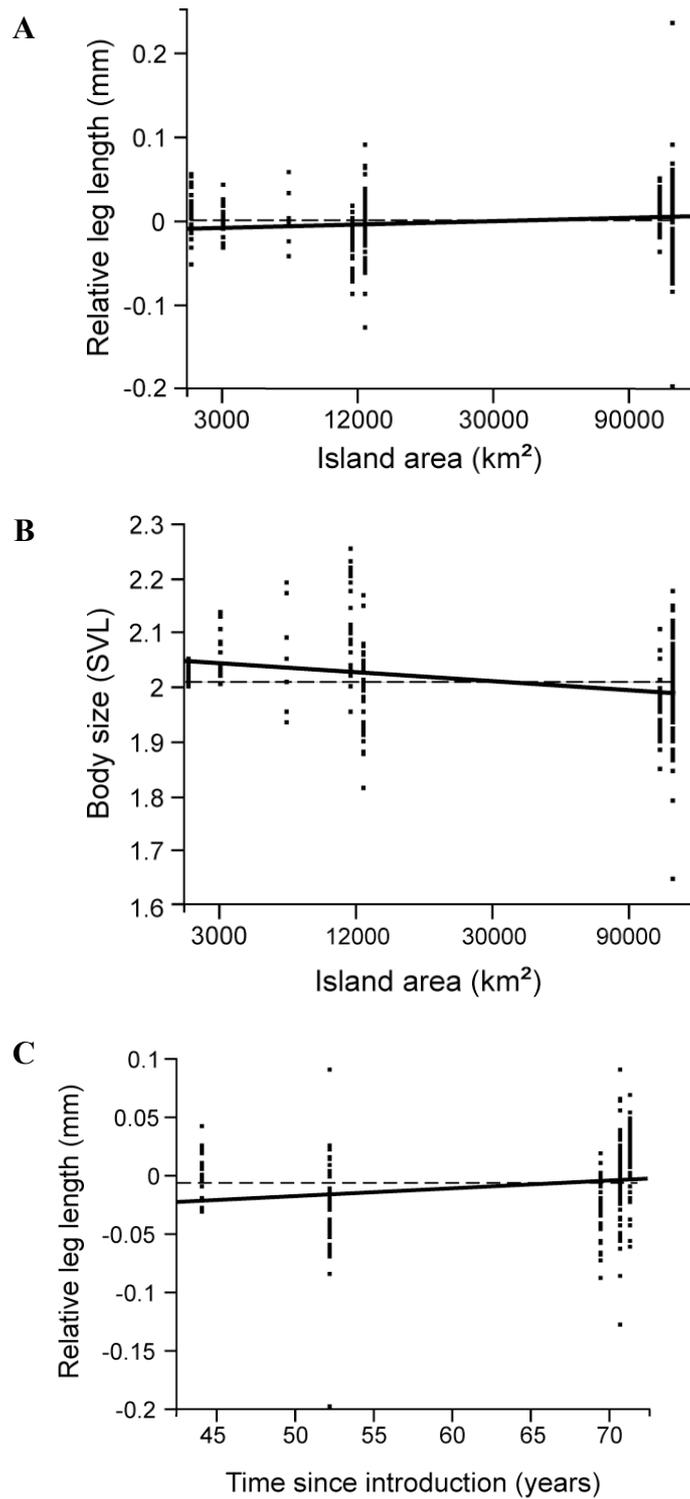 A
Relative leg length (mm)
0.2
0.1
0
-0.1
-0.2
3000 12000 30000 90000
Island area (km²)
B
Body size (SVL)
2.3
2.2
2.1
2
1.9
1.8
1.7
1.6
3000 12000 30000 90000
Island area (km²)
C
Relative leg length (mm)
0.1
0.05
0
-0.05
-0.1
-0.15
-0.2
45 50 55 60 65 70
Time since introduction (years)